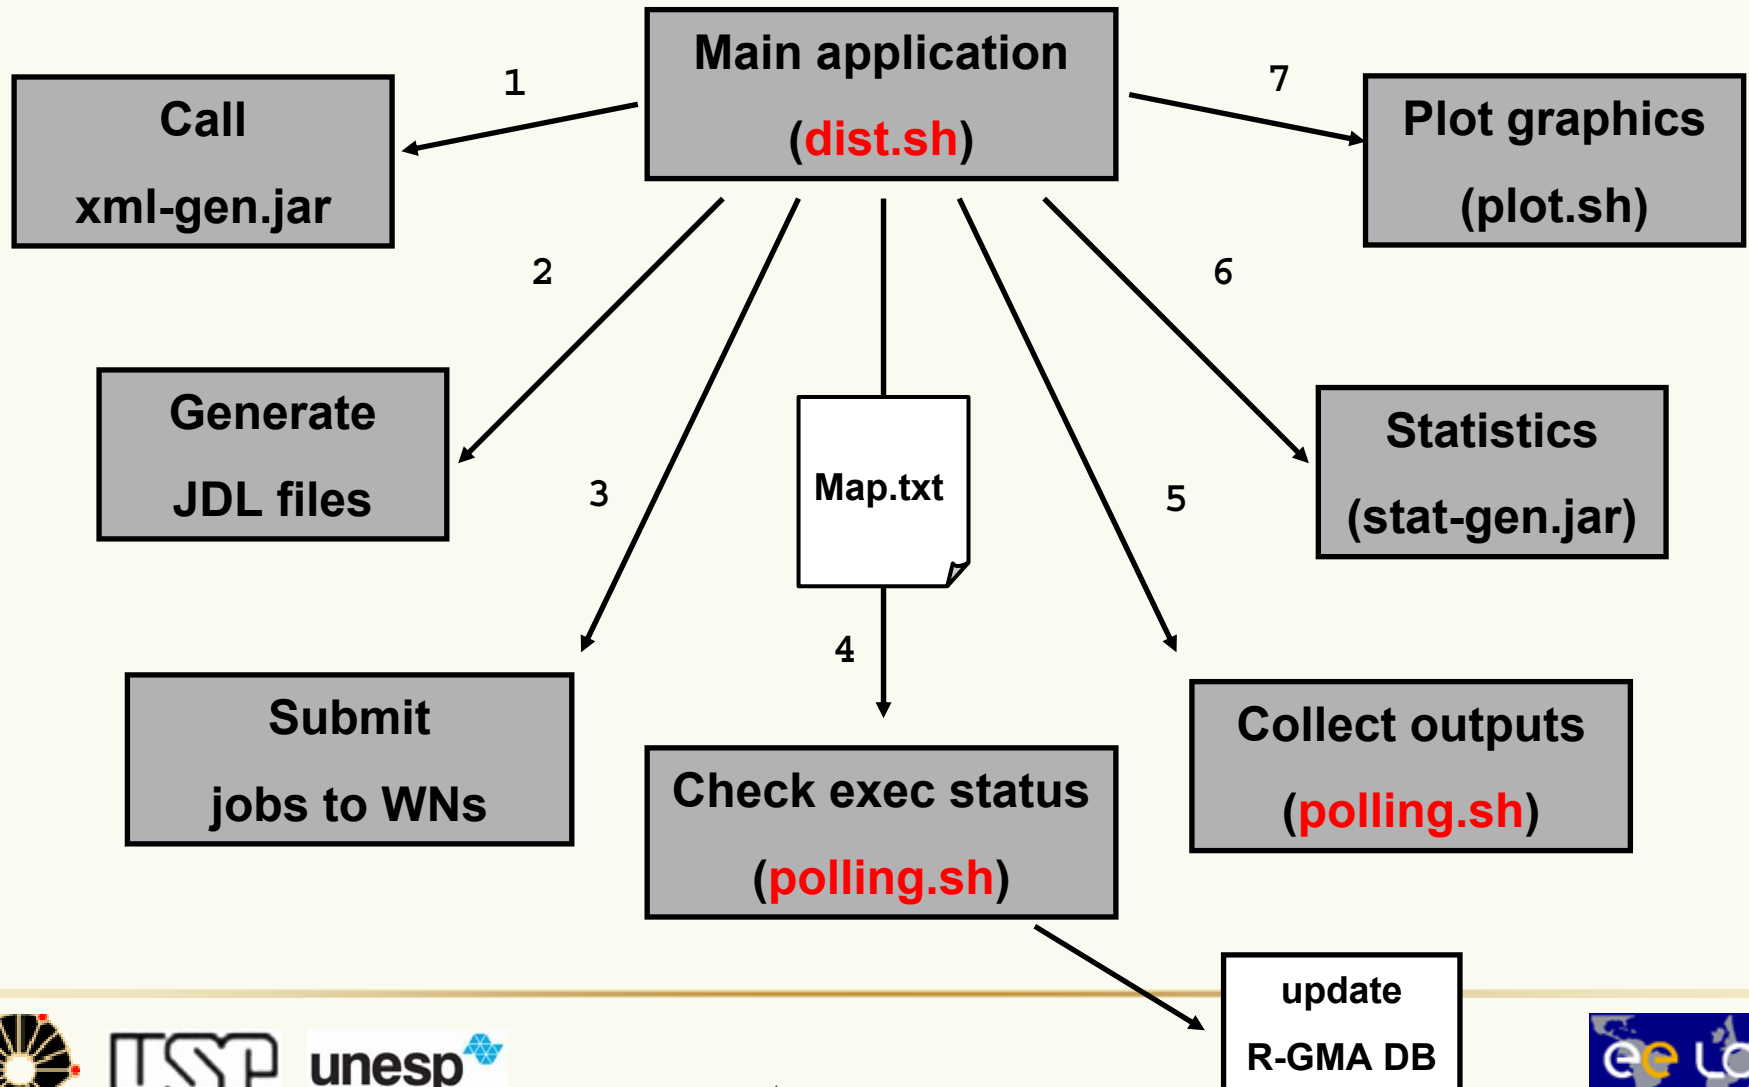 Main application
(dist.sh)
1
Call
xml-gen.jar
7
Plot graphics
(plot.sh)
2
6
Generate
JDL files
3
Map.txt
5
Statistics
(stat-gen.jar)
4
Submit
jobs to WNs
Check exec status
(polling.sh)
Collect outputs
(polling.sh)
update
R-GMA DB
USP
unesp